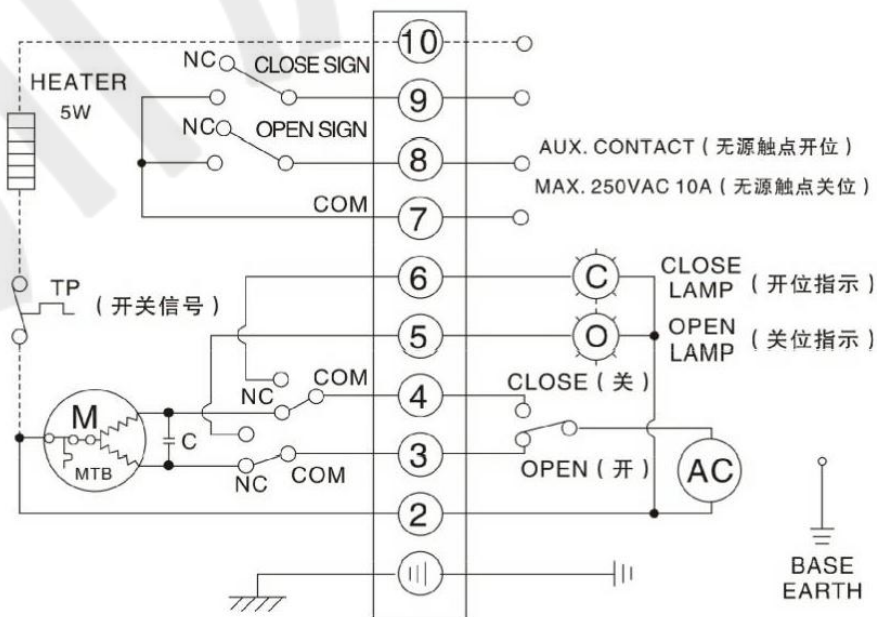 10
NC CLOSE SIGN
HEATER
5W
9
NC OPEN SIGN
8
AUX. CONTACT（无源触点开位）
MAX. 250VAC 10A（无源触点关位）
COM
7
6
C
CLOSE
LAMP（开位指示）
TP（开关信号）
5
O
OPEN
LAMP（关位指示）
NC
COM
4
CLOSE（关）
M
MTB
C
NC
COM
3
OPEN（开）
AC
2
BASE
EARTH